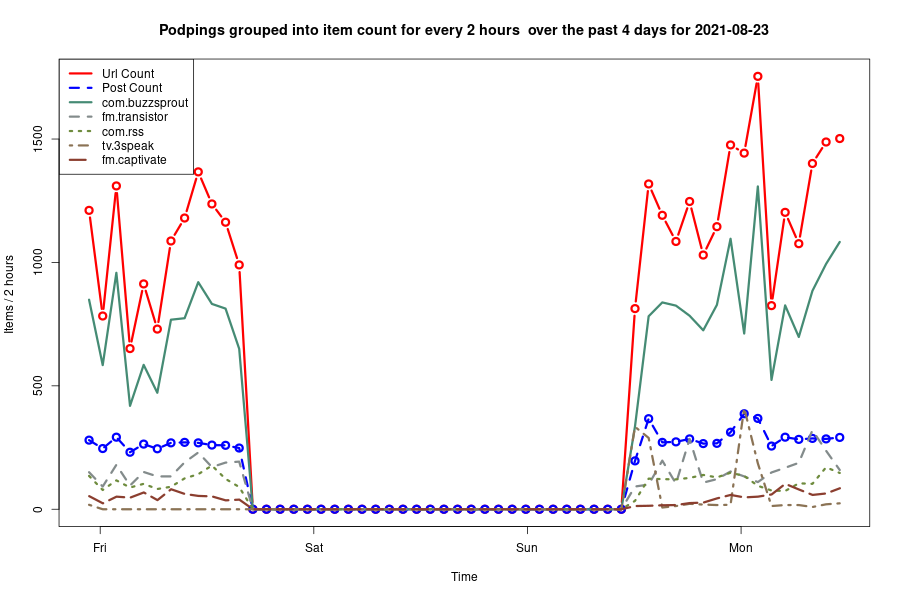 Podpings grouped into item count for every 2 hours  over the past 4 days for 2021-08-23
Url Count
Post Count
com.buzzsprout
fm.transistor
com.rss
tv.3speak
fm.captivate
Items / 2 hours
1500
1000
500
0
Fri
Sat
Sun
Mon
Time